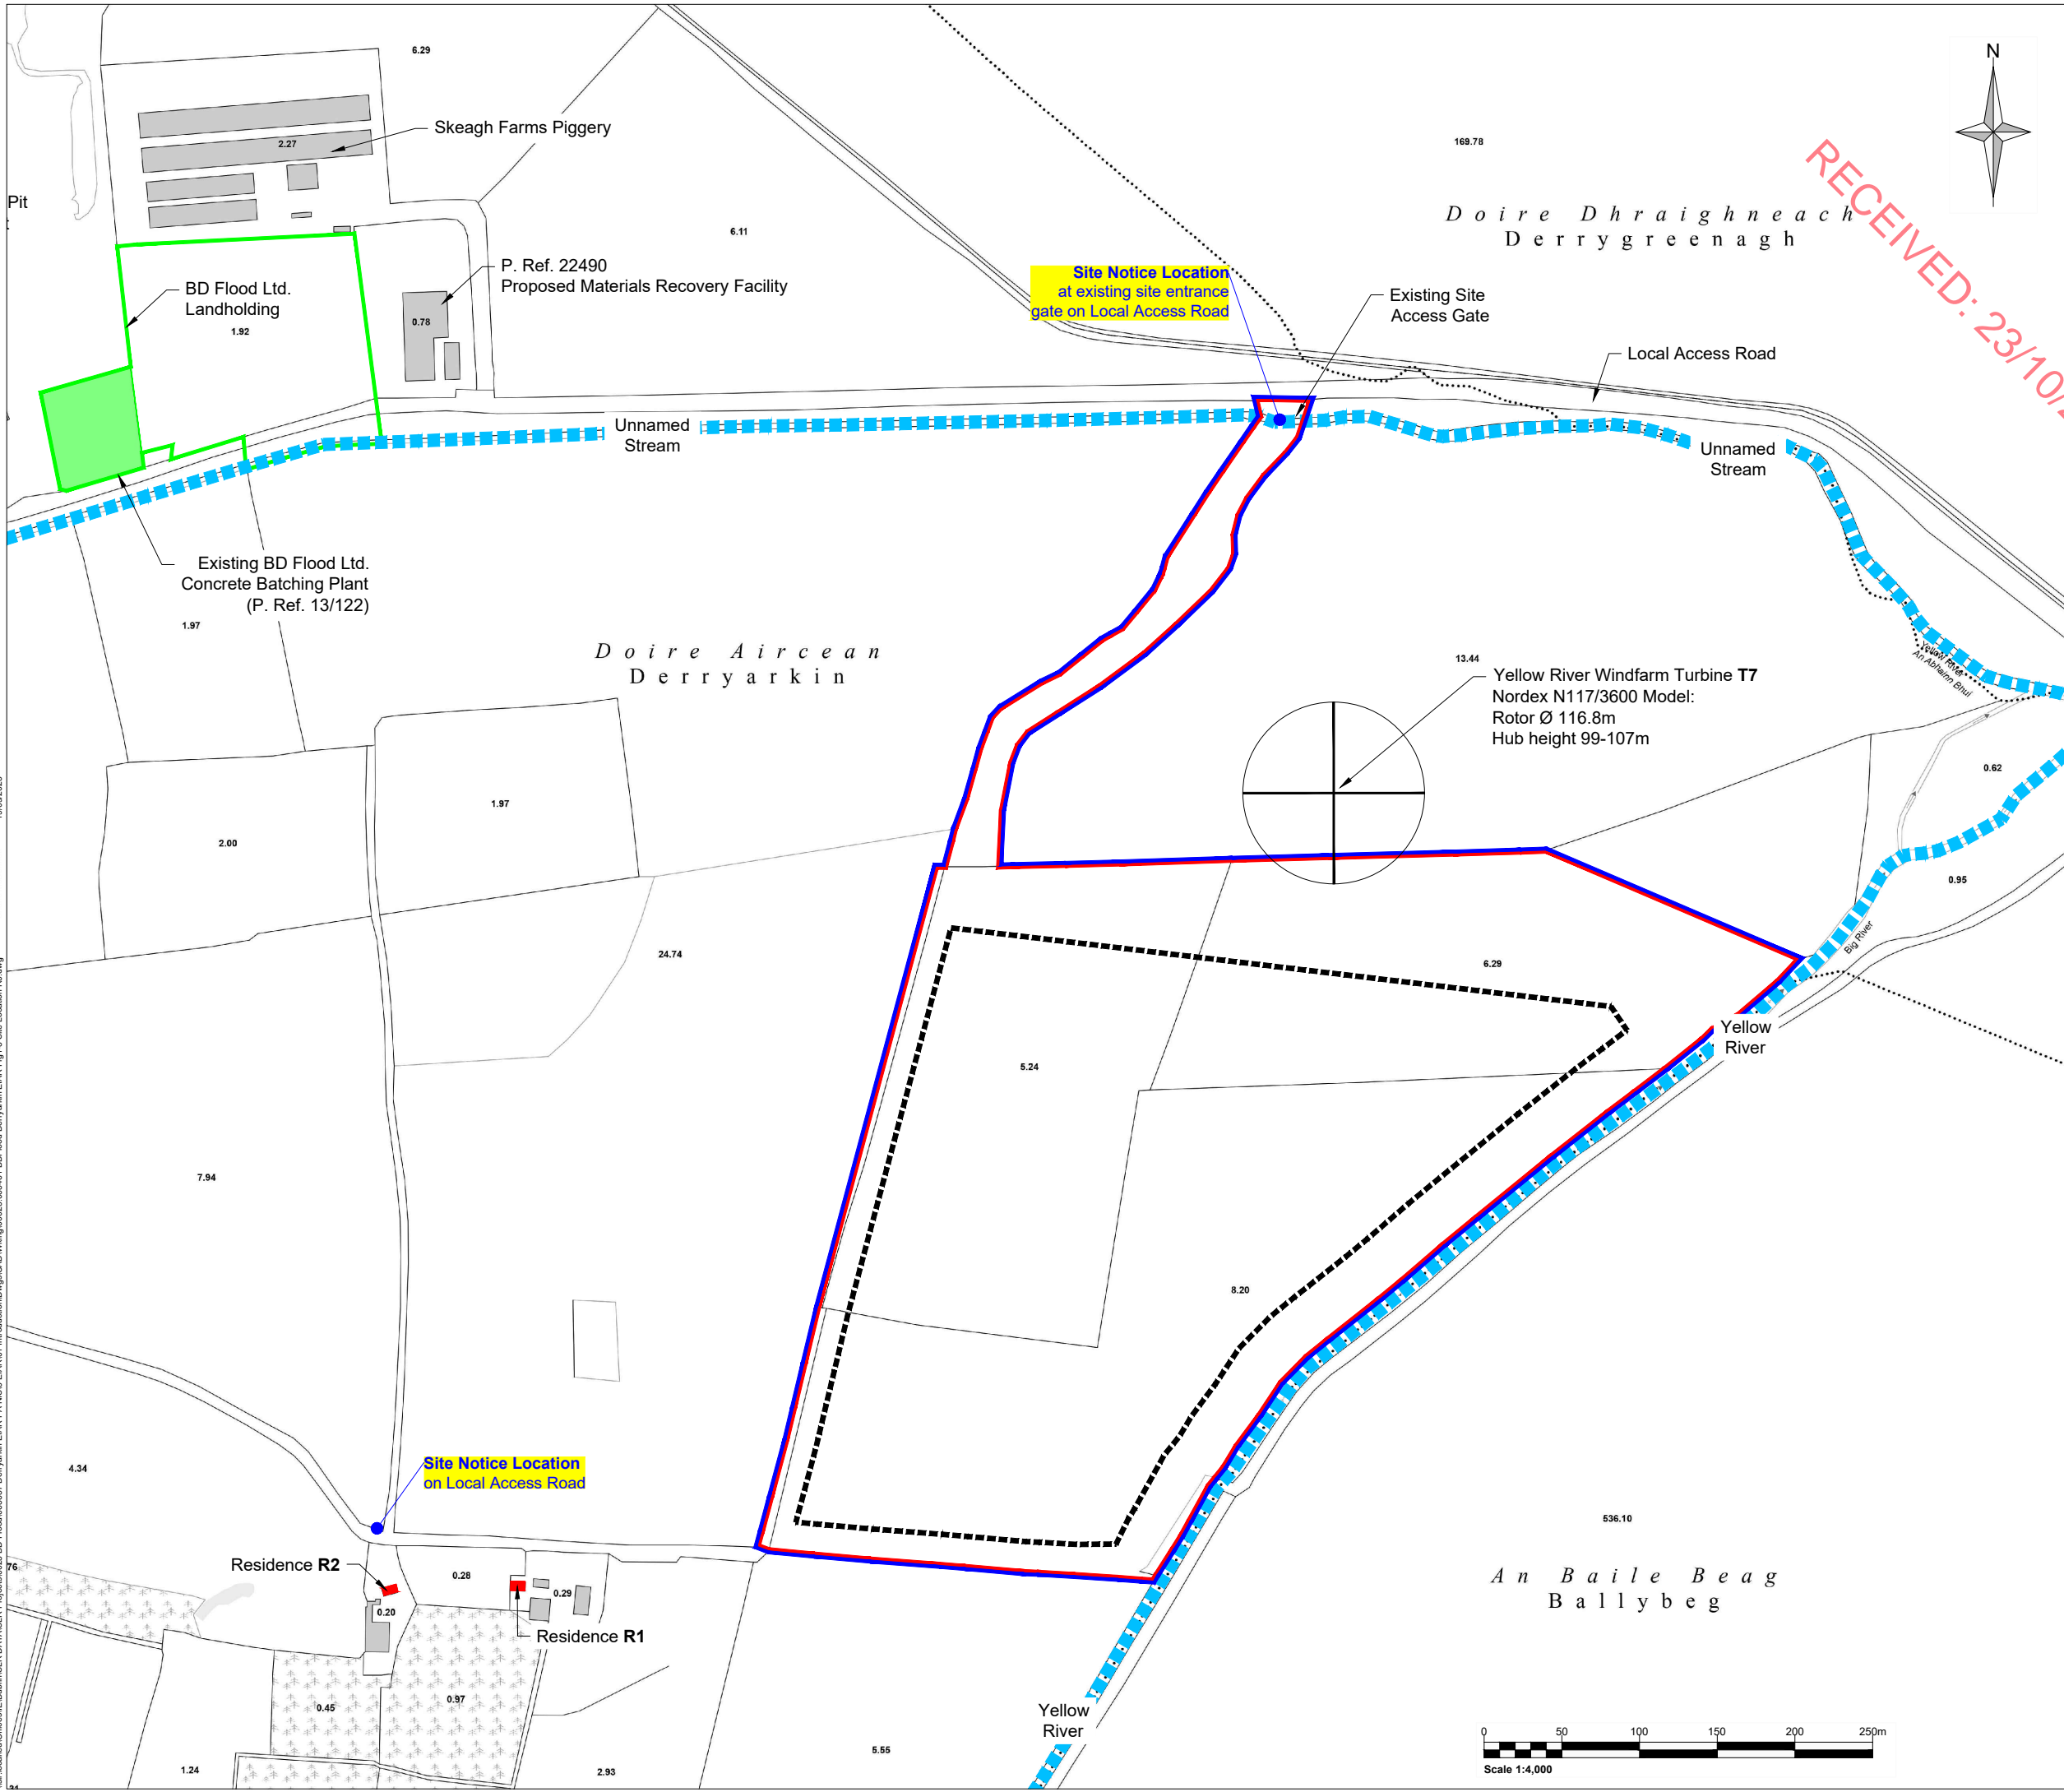 6.29
N
Skeagh Farms Piggery
2.27
169.78
Pit
Doire Dhraighneach
Derrygreenagh
RECEIVED: 23/10/2
6.11
P. Ref. 22490
Proposed Materials Recovery Facility
Site Notice Location
at existing site entrance
gate on Local Access Road
BD Flood Ltd.
Landholding
1.92
0.78
Existing Site
Access Gate
Local Access Road
Unnamed
Stream
Unnamed
Stream
Existing BD Flood Ltd.
Concrete Batching Plant
(P. Ref. 13/122)
1.97
Doire Aircean
Derryarkin
13.44
Yellow River
An Abhainn Bhuí
Yellow River Windfarm Turbine T7
Nordex N117/3600 Model:
Rotor Ø 116.8m
Hub height 99-107m
0.62
1.97
2.00
0.95
Big River
24.74
6.29
Yellow
River
5.24
7.94
8.20
4.34
Site Notice Location
on Local Access Road
536.10
76
Residence R2
0.28
0.29
0.20
An Baile Beag
Ballybeg
Residence R1
0.45
0.97
Yellow
River
5.55
1.24
2.93
0 50 100 150 200 250m
Scale 1:4,000